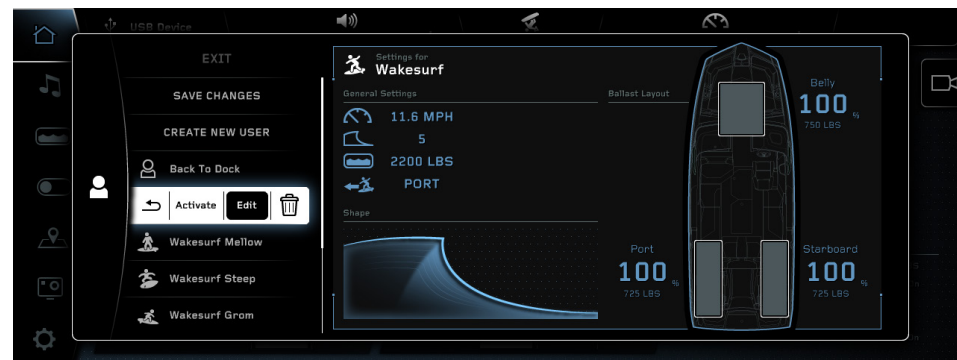 USB Device
EXIT
SAVE CHANGES
CREATE NEW USER
Back To Dock
Activate
Edit
Wakesurf Mellow
Wakesurf Steep
Wakesurf Grom
Settings for
Wakesurf
General Settings
11.6 MPH
5
2200 LBS
PORT
Shape
Ballast Layout
Belly
100 %
750 LBS
Port
100 %
725 LBS
Starboard
100 %
725 LBS